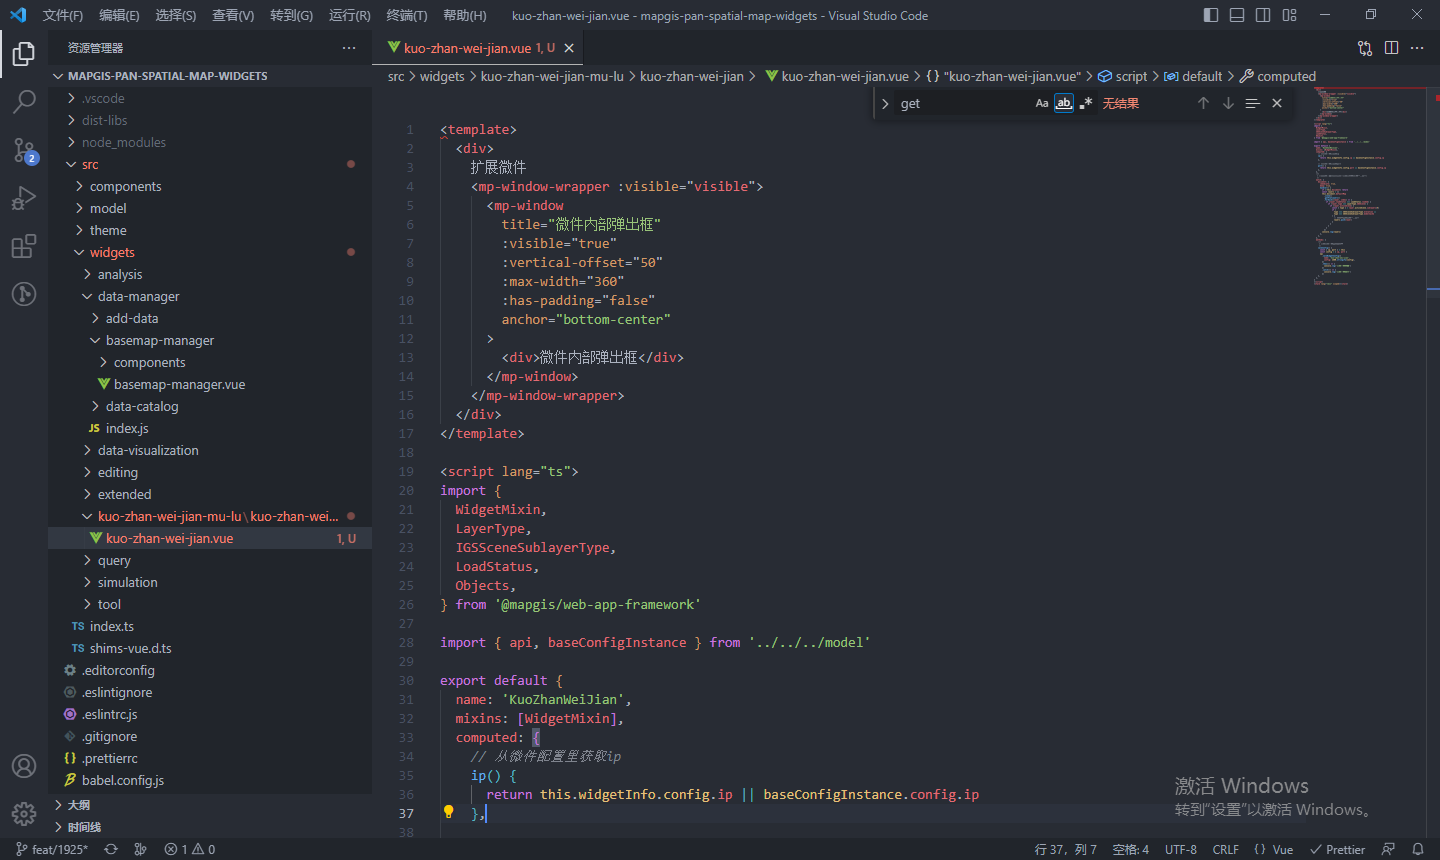 文件(F) 编辑(E) 选择(S) 查看(V) 转到(G) 运行(R) 终端(T) 帮助(H) kuo-zhan-wei-jian.vue - mapgis-pan-spatial-map-widgets - Visual Studio Code
资源管理器 ···
kuo-zhan-wei-jian.vue 1, U
MAPGIS-PAN-SPATIAL-MAP-WIDGETS
src > widgets > kuo-zhan-wei-jian-mu-lu > kuo-zhan-wei-jian > kuo-zhan-wei-jian.vue > {} "kuo-zhan-wei-jian.vue" > script > default > computed
get Aa ab .* 无结果
.vscode
dist-libs
node_modules
src
components
model
theme
widgets
analysis
data-manager
add-data
basemap-manager
components
basemap-manager.vue
data-catalog
JS index.js
data-visualization
editing
extended
kuo-zhan-wei-jian-mu-lu\kuo-zhan-wei...
kuo-zhan-wei-jian.vue 1, U
query
simulation
tool
TS index.ts
TS shims-vue.d.ts
.editorconfig
.eslintignore
.eslintrc.js
.gitignore
{} .prettierrc
babel.config.js
大纲
时间线
2
1 <template>
2 <div>
3 扩展微件
4 <mp-window-wrapper :visible="visible">
5 <mp-window
6 title="微件内部弹出框"
7 :visible="true"
8 :vertical-offset="50"
9 :max-width="360"
10 :has-padding="false"
11 anchor="bottom-center"
12 >
13 <div>微件内部弹出框</div>
14 </mp-window>
15 </mp-window-wrapper>
16 </div>
17 </template>
18
19 <script lang="ts">
20 import {
21 WidgetMixin,
22 LayerType,
23 IGSSceneSublayerType,
24 LoadStatus,
25 Objects,
26 } from '@mapgis/web-app-framework'
27
28 import { api, baseConfigInstance } from '../../../model'
29
30 export default {
31 name: 'KuoZhanWeiJian',
32 mixins: [WidgetMixin],
33 computed: {
34 // 从微件配置里获取ip
35 ip() {
36 return this.widgetInfo.config.ip || baseConfigInstance.config.ip
37 },
38
激活 Windows
转到"设置"以激活 Windows。
feat/1925* 1 0 行 37，列 7 空格: 4 UTF-8 CRLF {} Vue Prettier